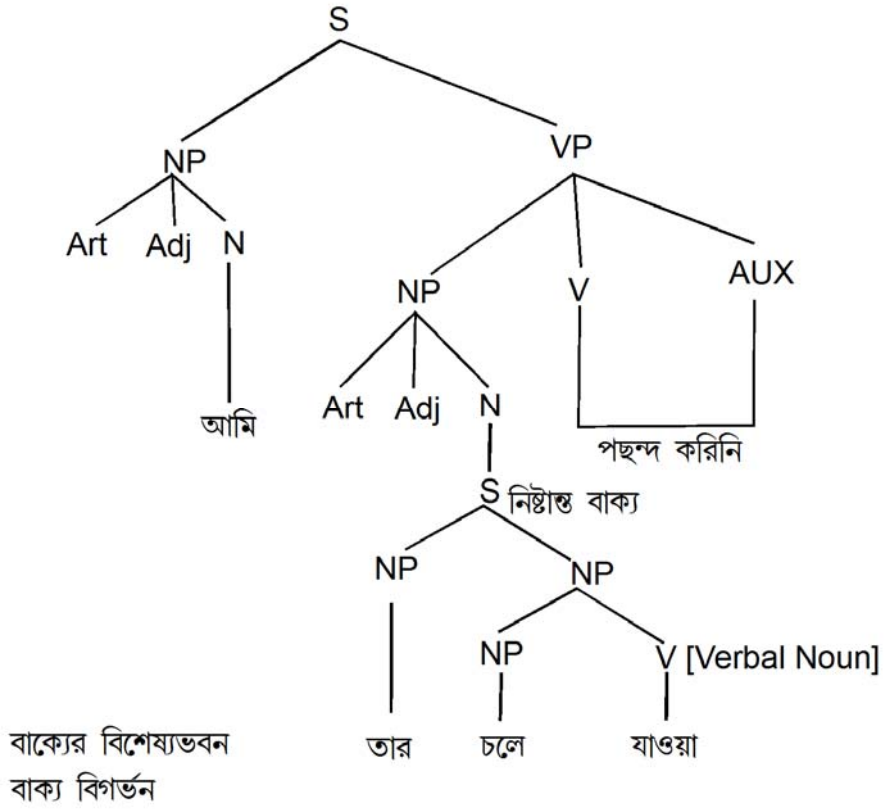 S
NP VP
Art Adj N
NP V AUX
আমি
Art Adj N
পছন্দ করিনি
S নিষ্টান্ত বাক্য
NP NP
NP V [Verbal Noun]
বাক্যের বিশেষ্যভবন
তার চলে যাওয়া
বাক্য বিগর্ভন